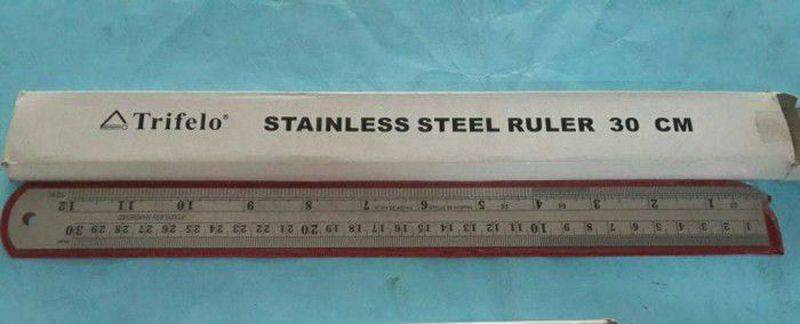 Trifelo® STAINLESS STEEL RULER 30 CM
12 11 10 9 8 7 6 5 4 3 2 1
STAINLESS HARDENED
30 29 28 27 26 25 24 23 22 21 20 19 18 17 16 15 14 13 12 11 10 9 8 7 6 5 4 3 2 1